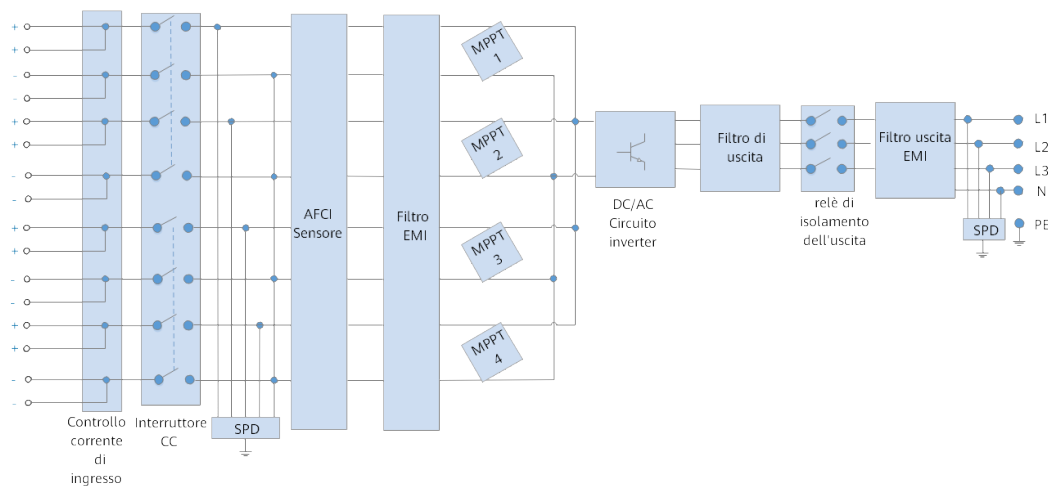 +
+
-
-
+
+
-
-
+
+
-
-
+
+
-
-
Controllo
corrente
di
ingresso
Interruttore
CC
SPD
AFCI
Sensore
Filtro
EMI
MPPT
1
MPPT
2
MPPT
3
MPPT
4
DC/AC
Circuito
inverter
Filtro di
uscita
relè di
isolamento
dell'uscita
Filtro uscita
EMI
L1
L2
L3
N
PE
SPD